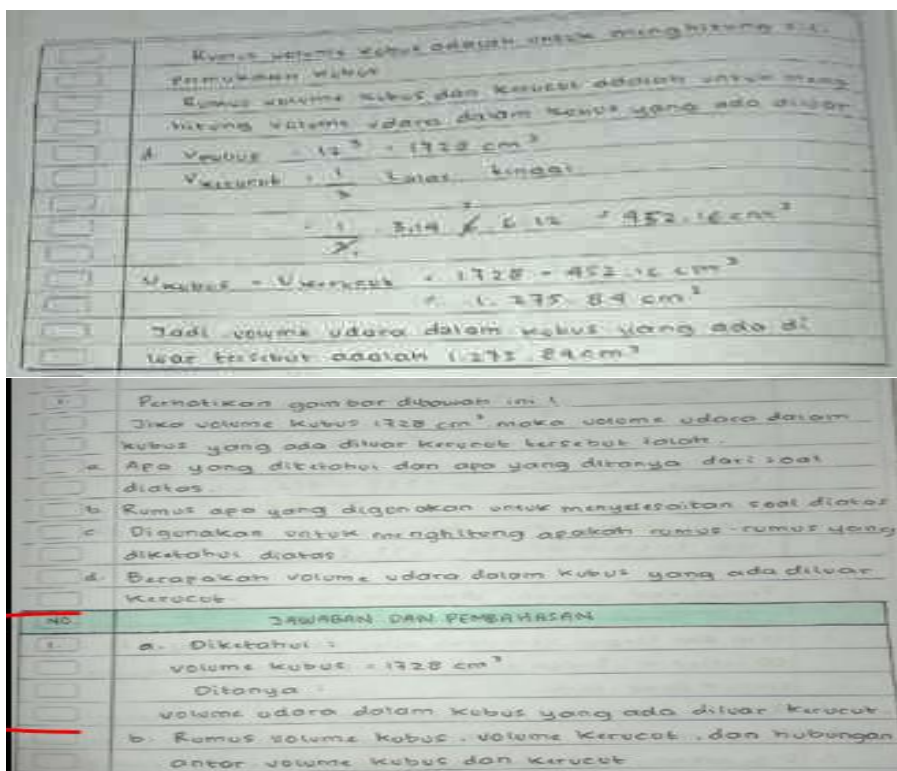 Rumus volume kubus adalah untuk menghitung
permukaan kubus
Rumus volume kubus dan kerucut adalah untuk meng
hitung volume udara dalam kubus yang ada diluar
d. Vkubus = 12³ = 1728 cm³
Vkerucut = 1/3 . Lalas . tinggi
= 1/3 . 3,14 . 6 . 6 . 12 = 452,16 cm³
Vkubus - Vkerucut = 1728 - 452,16 cm³
= 1.275,84 cm³
Jadi volume udara dalam kubus yang ada di
luar tersebut adalah 1.275,84 cm³
1. Perhatikan gambar dibawah ini !
Jika volume kubus 1728 cm³ maka volume udara dalam
kubus yang ada diluar kerucut tersebut ialah.
a. Apa yang diketahui dan apa yang ditanya dari soal
diatas.
b. Rumus apa yang digunakan untuk menyelesaikan soal diatas
c. Digunakan untuk menghitung apakah rumus-rumus yang
diketahui diatas.
d. Berapakah volume udara dalam kubus yang ada diluar
kerucut.
NO. JAWABAN DAN PEMBAHASAN
1. a. Diketahui :
volume kubus = 1728 cm³
Ditanya :
volume udara dalam kubus yang ada diluar kerucut
b. Rumus volume kubus, volume kerucut, dan hubungan
antar volume kubus dan kerucut